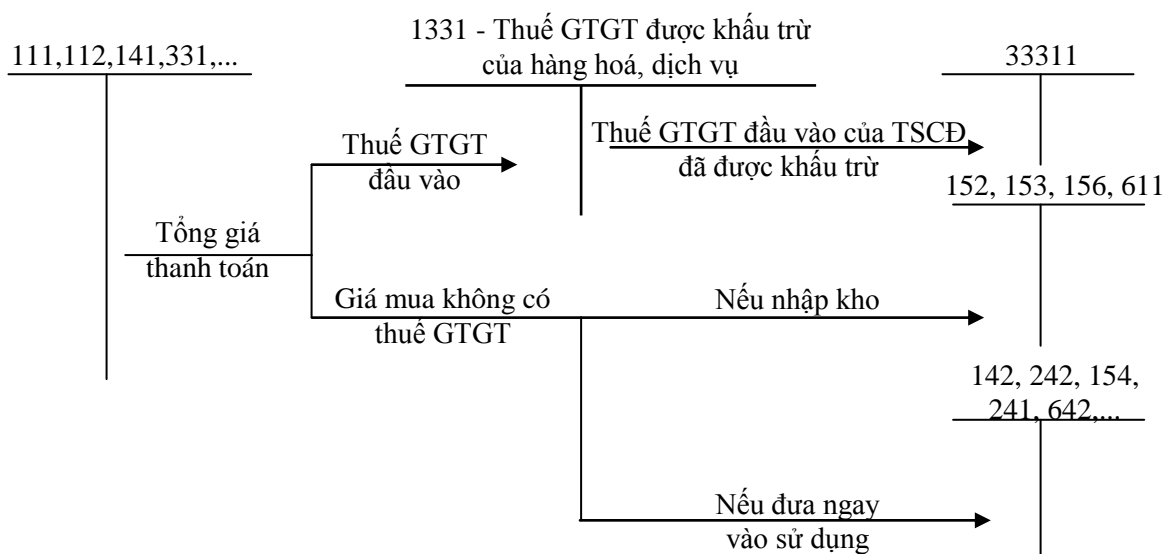 1331 - Thuế GTGT được khấu trừ
của hàng hoá, dịch vụ
111,112,141,331,...
33311
Thuế GTGT
đầu vào
Thuế GTGT đầu vào của TSCĐ
đã được khấu trừ
152, 153, 156, 611
Tổng giá
thanh toán
Giá mua không có
thuế GTGT
Nếu nhập kho
142, 242, 154,
241, 642,...
Nếu đưa ngay
vào sử dụng